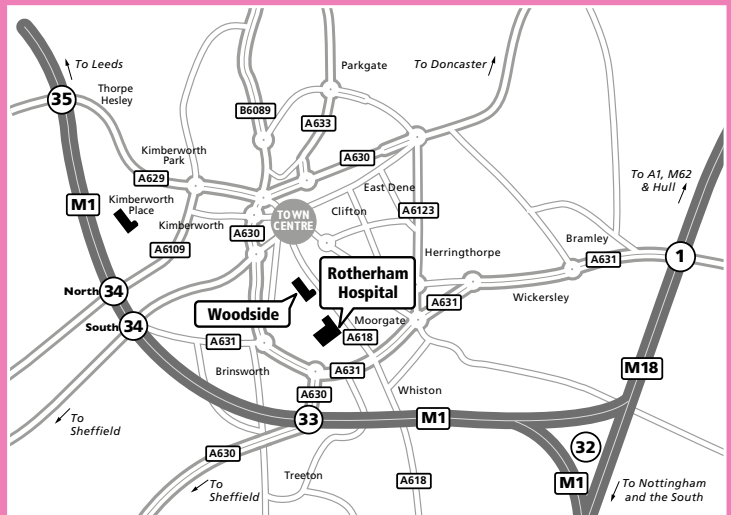 To Leeds
Parkgate
To Doncaster
35
Thorpe
Hesley
B6089
A633
Kimberworth
Park
A630
A629
To A1, M62
& Hull
East Dene
M1
Kimberworth
Place
TOWN
CENTRE
Clifton
A6123
Kimberworth
A630
Bramley
A6109
Herringthorpe
A631
1
Rotherham
Hospital
North
34
Wickersley
A631
Woodside
South
34
Moorgate
A618
A631
M18
Brinsworth
A631
Whiston
A630
33
M1
To
Sheffield
32
A630
Treeton
A618
M1
To
Sheffield
To Nottingham
and the South